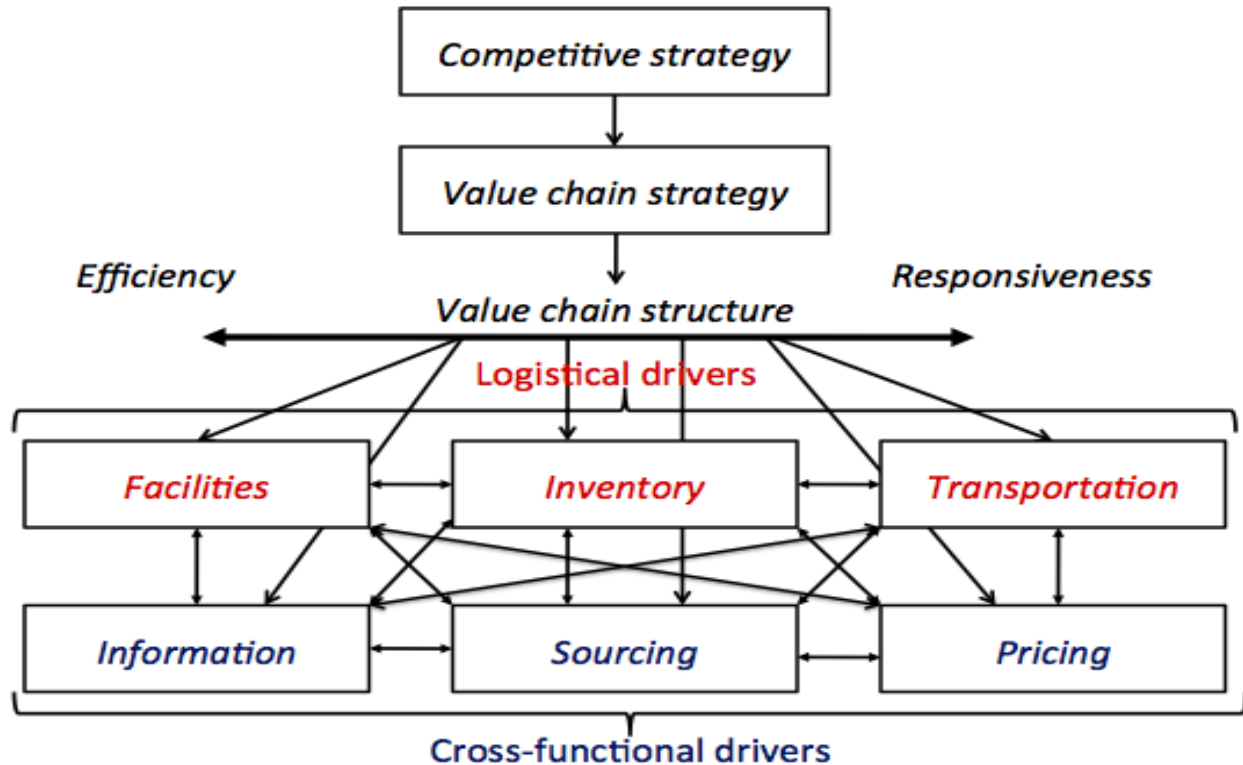 Competitive strategy
Value chain strategy
Efficiency
Responsiveness
Value chain structure
Logistical drivers
Facilities
Inventory
Transportation
Information
Sourcing
Pricing
Cross-functional drivers